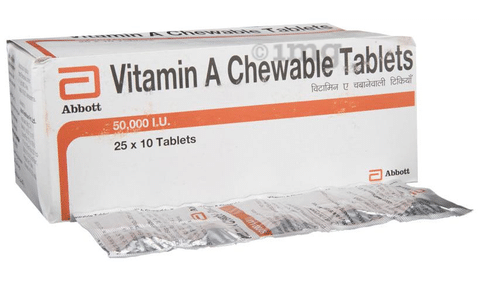 Vitamin A Chewable Tablets
विटामिन ए चबानेवाली टिकियाँ
Abbott
50,000 I.U.
25 x 10 Tablets
Abbott